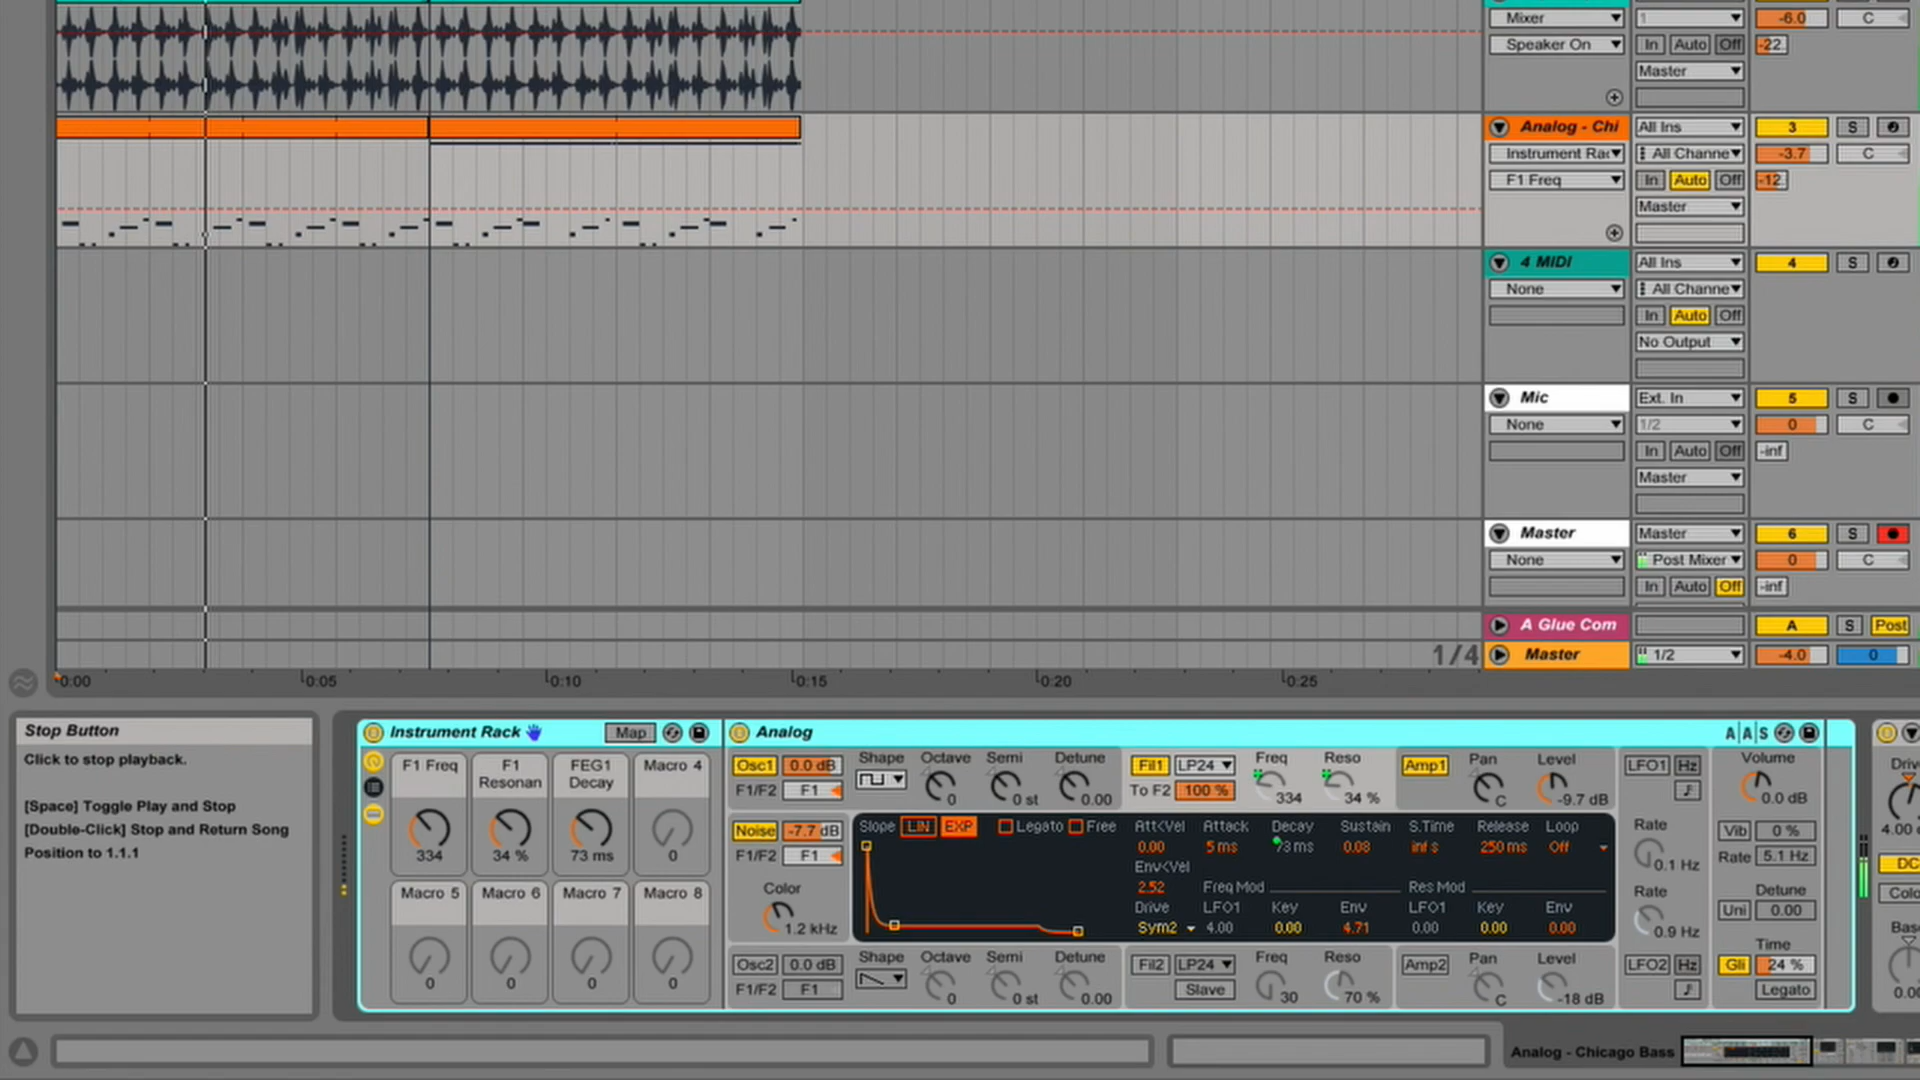 Mixer 1 -6.0 C
Speaker On In Auto Off -22.
Master
Analog - Chi All Ins 3 S
Instrument Rac All Channe -3.7 C
F1 Freq In Auto Off -12.
Master
4 MIDI All Ins 4 S
None All Channe
In Auto Off
No Output
Mic Ext. In 5 S
None 1/2 0 C
In Auto Off -inf
Master
Master Master 6 S
None Post Mixer 0 C
In Auto Off -inf
A Glue Com A S Post
1/4 Master 1/2 -4.0 0
0:00 0:05 0:10 0:15 0:20 0:25
Stop Button
Click to stop playback.
[Space] Toggle Play and Stop
[Double-Click] Stop and Return Song
Position to 1.1.1
Instrument Rack Map
F1 Freq F1 Resonan FEG1 Decay Macro 4
334 34 % 73 ms 0
Macro 5 Macro 6 Macro 7 Macro 8
0 0 0 0
Analog A|A|S
Osc1 0.0 dB Shape Octave Semi Detune Fil1 LP24 Freq Reso Amp1 Pan Level LFO1 Hz Volume
F1/F2 F1 0 0 st 0.00 To F2 100 % 334 34 % C -9.7 dB 0.0 dB
Noise -7.7 dB Slope LIN EXP Legato Free Att<Vel Attack Decay Sustain S.Time Release Loop Rate Vib 0 %
F1/F2 F1 0.00 5 ms 73 ms 0.08 inf s 250 ms Off 0.1 Hz Rate 5.1 Hz
Env<Vel
Color 2.52 Freq Mod Res Mod Rate Detune
1.2 kHz Drive LFO1 Key Env LFO1 Key Env 0.9 Hz Uni 0.00
Sym2 4.00 0.00 4.71 0.00 0.00 0.00 Time
Osc2 0.0 dB Shape Octave Semi Detune Fil2 LP24 Freq Reso Amp2 Pan Level LFO2 Hz Gli 24 %
F1/F2 F1 0 0 st 0.00 Slave 30 70 % C -18 dB Legato
Driv
4.00
DC
Colo
Base
0.00
Analog - Chicago Bass